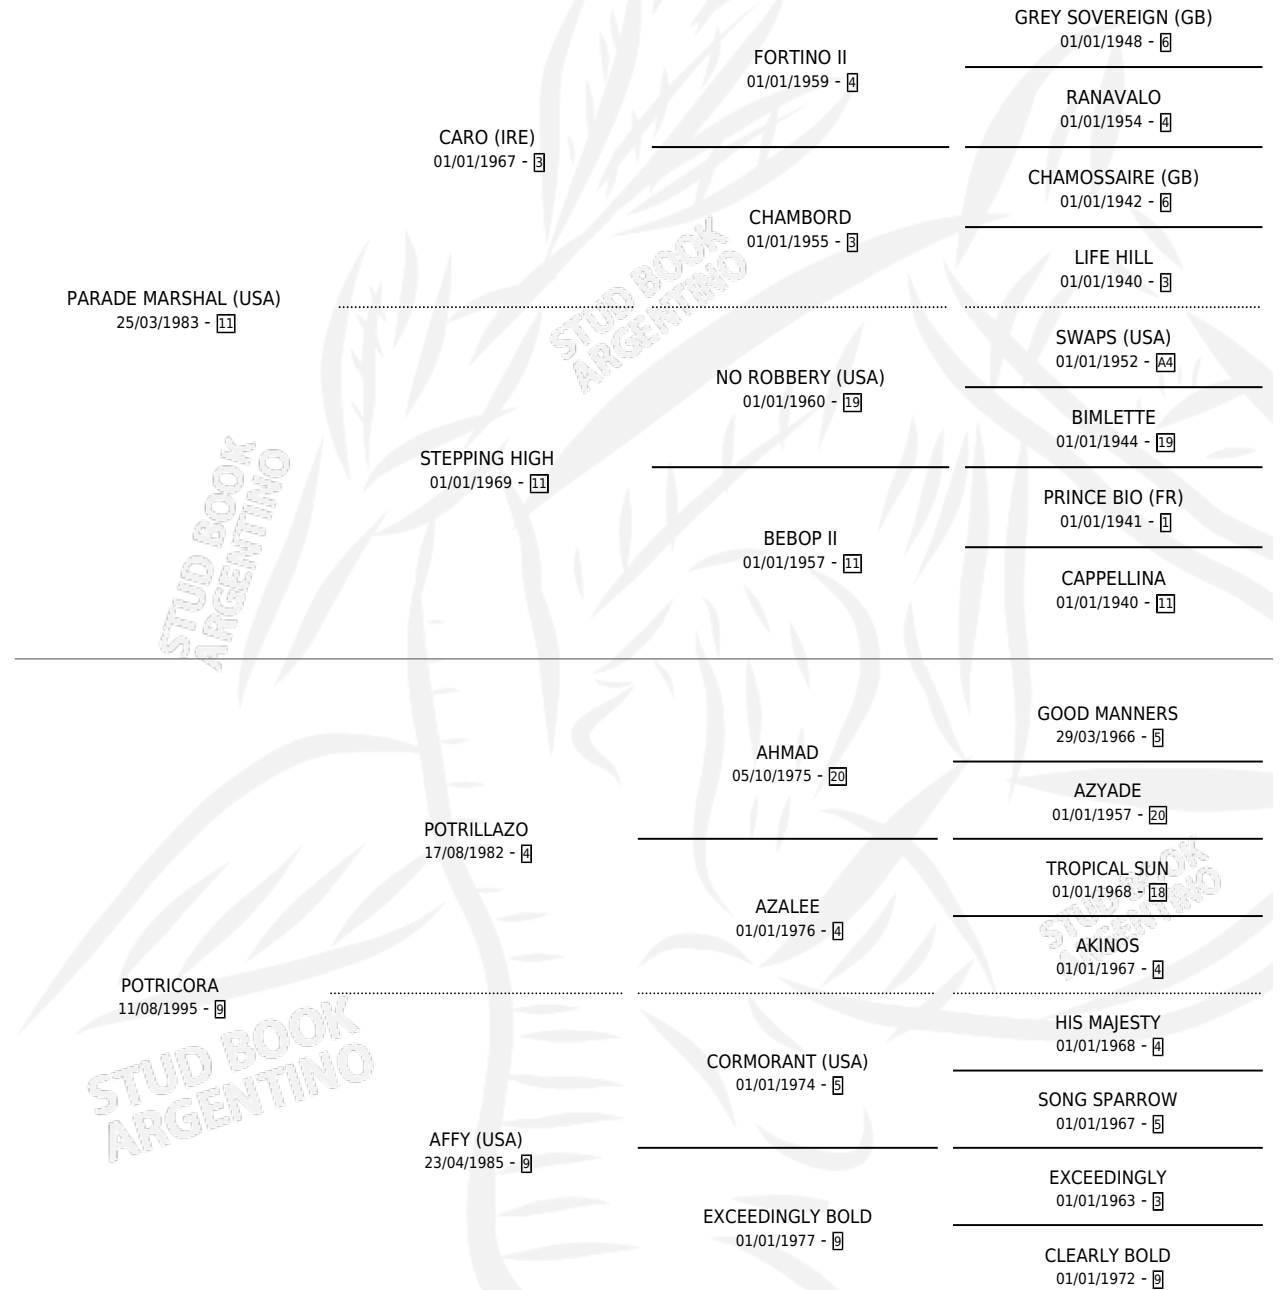 GREY SOVEREIGN (GB)
01/01/1948 - 6
FORTINO II
01/01/1959 - 4
RANAVALO
01/01/1954 - 4
CARO (IRE)
01/01/1967 - 3
CHAMOSSAIRE (GB)
01/01/1942 - 6
CHAMBORD
01/01/1955 - 3
LIFE HILL
01/01/1940 - 3
PARADE MARSHAL (USA)
25/03/1983 - 11
SWAPS (USA)
01/01/1952 - A4
NO ROBBERY (USA)
01/01/1960 - 19
BIMLETTE
01/01/1944 - 19
STEPPING HIGH
01/01/1969 - 11
PRINCE BIO (FR)
01/01/1941 - 1
BEBOP II
01/01/1957 - 11
CAPPELLINA
01/01/1940 - 11
GOOD MANNERS
29/03/1966 - 5
AHMAD
05/10/1975 - 20
AZYADE
01/01/1957 - 20
POTRILLAZO
17/08/1982 - 4
TROPICAL SUN
01/01/1968 - 18
AZALEE
01/01/1976 - 4
AKINOS
01/01/1967 - 4
POTRICORA
11/08/1995 - 9
HIS MAJESTY
01/01/1968 - 4
CORMORANT (USA)
01/01/1974 - 5
SONG SPARROW
01/01/1967 - 5
AFFY (USA)
23/04/1985 - 9
EXCEEDINGLY
01/01/1963 - 3
EXCEEDINGLY BOLD
01/01/1977 - 9
CLEARLY BOLD
01/01/1972 - 9
STUD BOOK
ARGENTINO
STUD BOOK
ARGENTINO
STUD BOOK
ARGENTINO
STUD BOOK
ARGENTINO